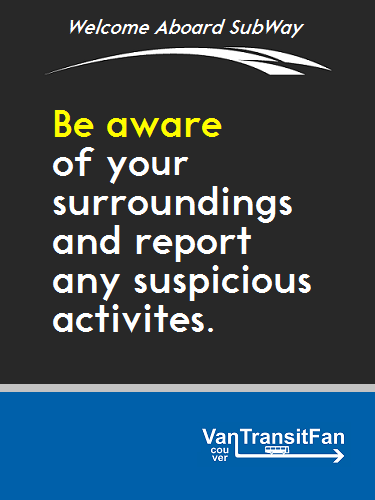 Welcome Aboard SubWay
Be aware
of your
surroundings
and report
any suspicious
activites.
VanTransitFan
cou
ver